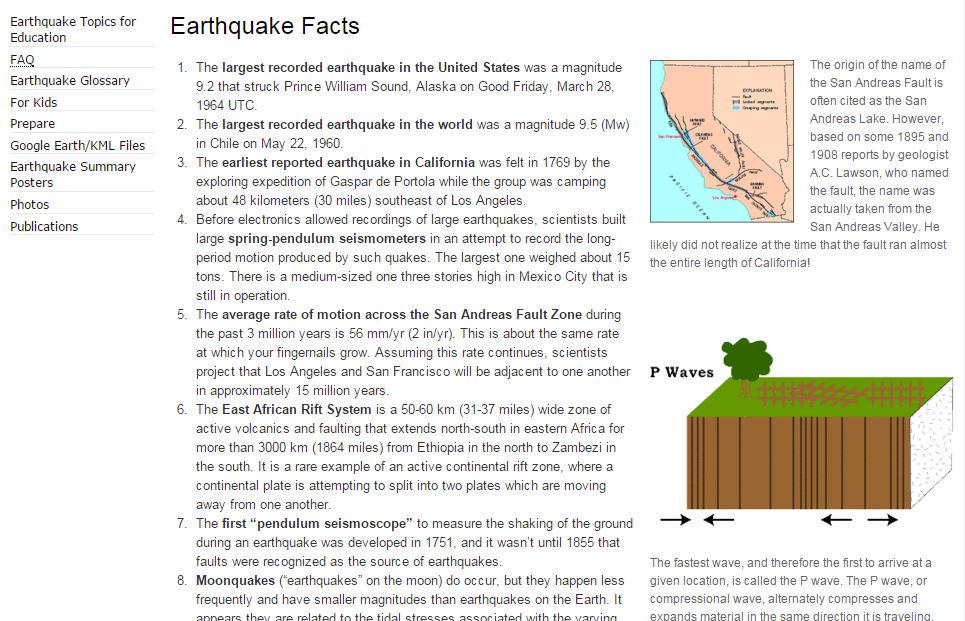 Earthquake Topics for
Education
FAQ
Earthquake Glossary
For Kids
Prepare
Google Earth/KML Files
Earthquake Summary
Posters
Photos
Publications
Earthquake Facts
1. The largest recorded earthquake in the United States was a magnitude
9.2 that struck Prince William Sound, Alaska on Good Friday, March 28,
1964 UTC.
2. The largest recorded earthquake in the world was a magnitude 9.5 (Mw)
in Chile on May 22, 1960.
3. The earliest reported earthquake in California was felt in 1769 by the
exploring expedition of Gaspar de Portola while the group was camping
about 48 kilometers (30 miles) southeast of Los Angeles.
4. Before electronics allowed recordings of large earthquakes, scientists built
large spring-pendulum seismometers in an attempt to record the long-
period motion produced by such quakes. The largest one weighed about 15
tons. There is a medium-sized one three stories high in Mexico City that is
still in operation.
5. The average rate of motion across the San Andreas Fault Zone during
the past 3 million years is 56 mm/yr (2 in/yr). This is about the same rate
at which your fingernails grow. Assuming this rate continues, scientists
project that Los Angeles and San Francisco will be adjacent to one another
in approximately 15 million years.
6. The East African Rift System is a 50-60 km (31-37 miles) wide zone of
active volcanics and faulting that extends north-south in eastern Africa for
more than 3000 km (1864 miles) from Ethiopia in the north to Zambezi in
the south. It is a rare example of an active continental rift zone, where a
continental plate is attempting to split into two plates which are moving
away from one another.
7. The first “pendulum seismoscope” to measure the shaking of the ground
during an earthquake was developed in 1751, and it wasn’t until 1855 that
faults were recognized as the source of earthquakes.
8. Moonquakes (“earthquakes” on the moon) do occur, but they happen less
frequently and have smaller magnitudes than earthquakes on the Earth. It
appears they are related to the tidal stresses associated with the varying
EXPLANATION
Fault
Locked segments
Creeping segments
San Francisco
CALIFORNIA
PACIFIC OCEAN
Los Angeles
The origin of the name of
the San Andreas Fault is
often cited as the San
Andreas Lake. However,
based on some 1895 and
1908 reports by geologist
A.C. Lawson, who named
the fault, the name was
actually taken from the
San Andreas Valley. He
likely did not realize at the time that the fault ran almost
the entire length of California!
P Waves
The fastest wave, and therefore the first to arrive at a
given location, is called the P wave. The P wave, or
compressional wave, alternately compresses and
expands material in the same direction it is traveling.